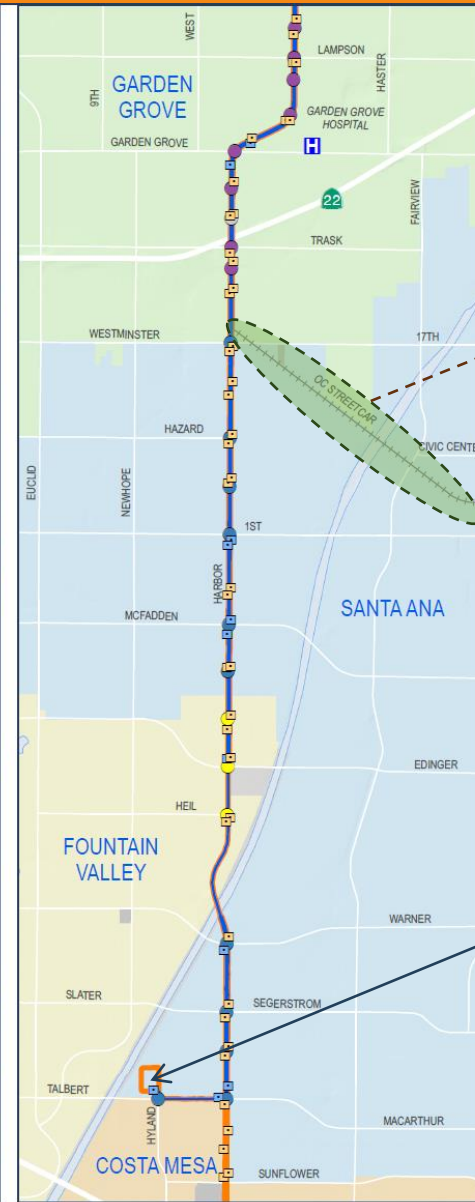 WEST
LAMPSON
HASTER
GARDEN
GROVE
9TH
GARDEN GROVE
HOSPITAL
GARDEN GROVE
H
22
FAIRVIEW
TRASK
WESTMINSTER
17TH
OC STREETCAR
HAZARD
CIVIC CENTE
EUCLID
NEWHOPE
1ST
HARBOR
MCFADDEN
SANTA ANA
EDINGER
HEIL
FOUNTAIN
VALLEY
WARNER
SLATER
SEGERSTROM
TALBERT
HYLAND
MACARTHUR
COSTA MESA
SUNFLOWER